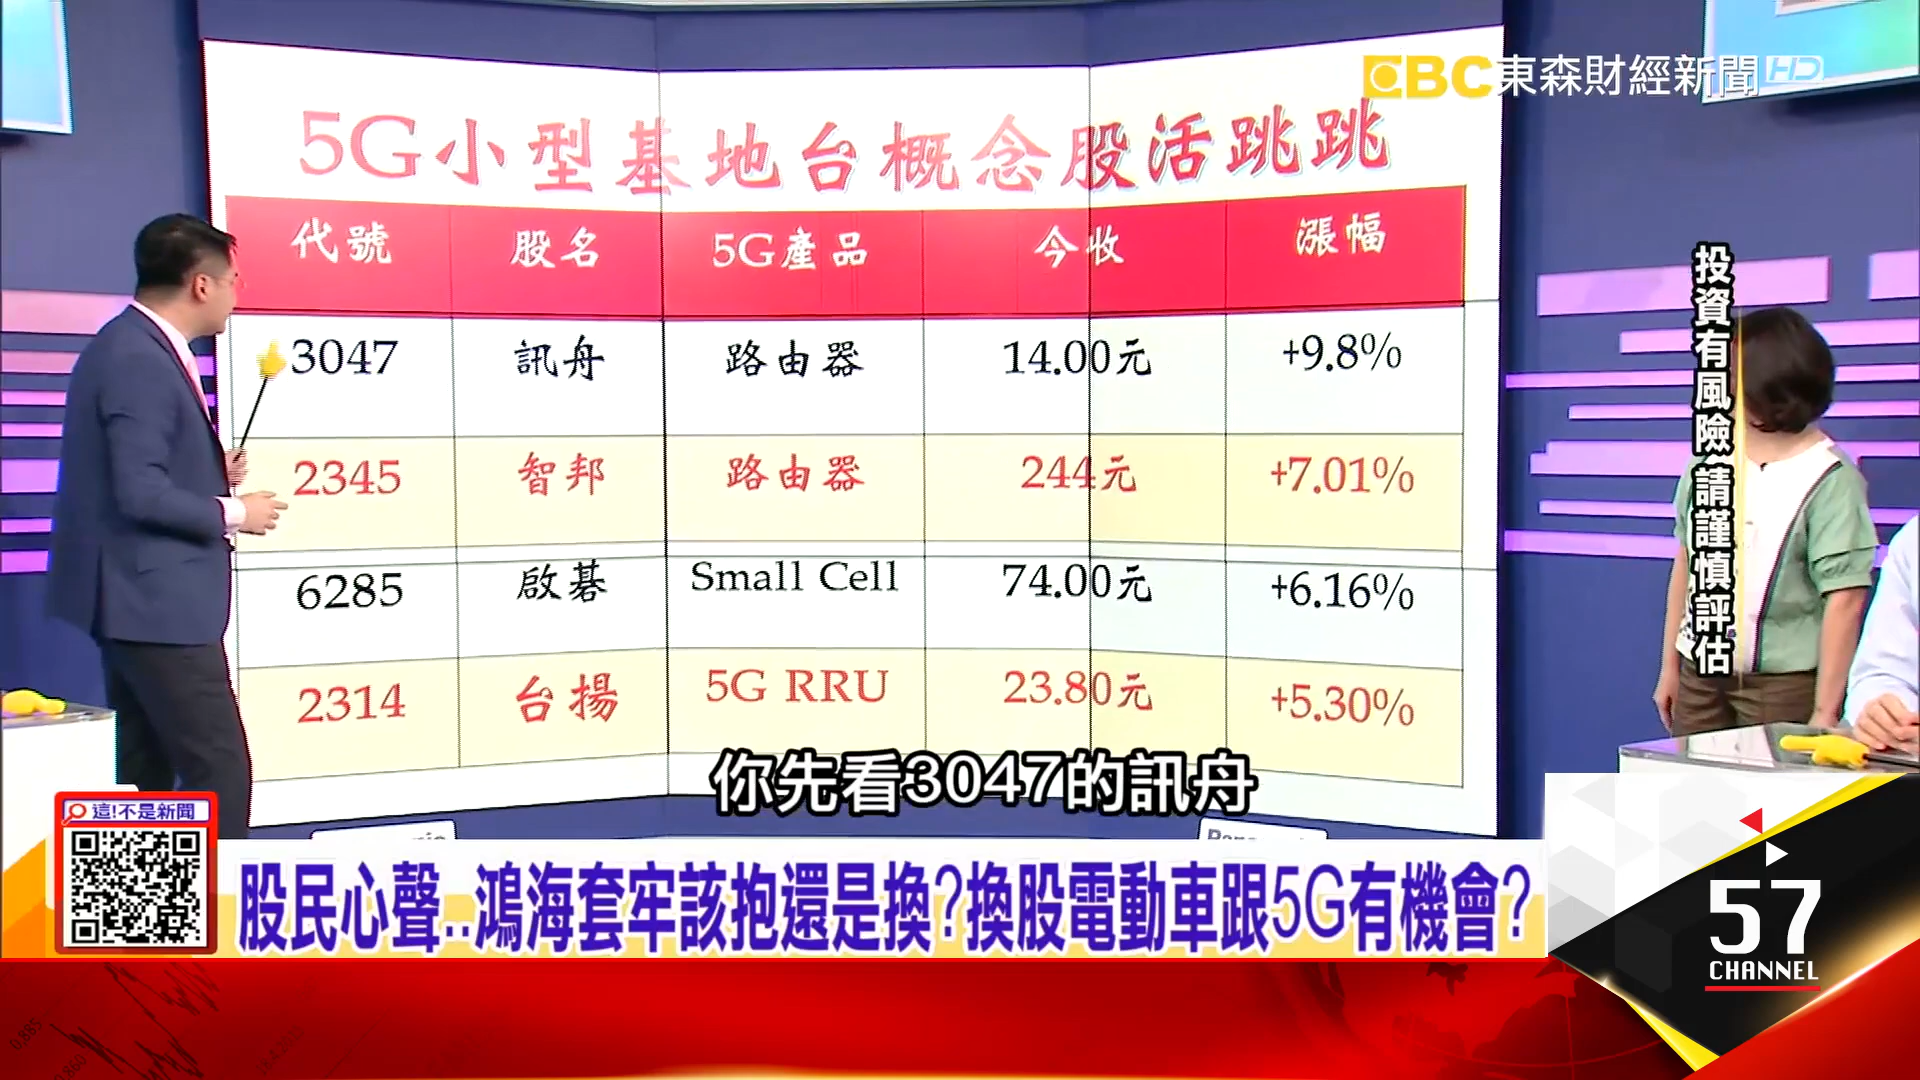 EBC東森財經新聞HD
5G小型基地台概念股活跳跳
代號 股名 5G產品 今收 漲幅
3047 訊舟 路由器 14.00元 +9.8%
2345 智邦 路由器 244元 +7.01%
6285 啟碁 Small Cell 74.00元 +6.16%
2314 台揚 5G RRU 23.80元 +5.30%
投資有風險 請謹慎評估
你先看3047的訊舟
這!不是新聞
股民心聲..鴻海套牢該抱還是換?換股電動車跟5G有機會?
57
CHANNEL
0.885
0.860